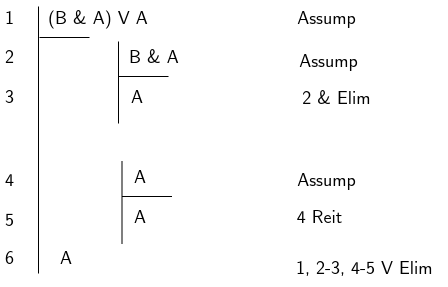 1 (B & A) V A Assump
2 B & A Assump
3 A 2 & Elim
4 A Assump
5 A 4 Reit
6 A 1, 2-3, 4-5 V Elim